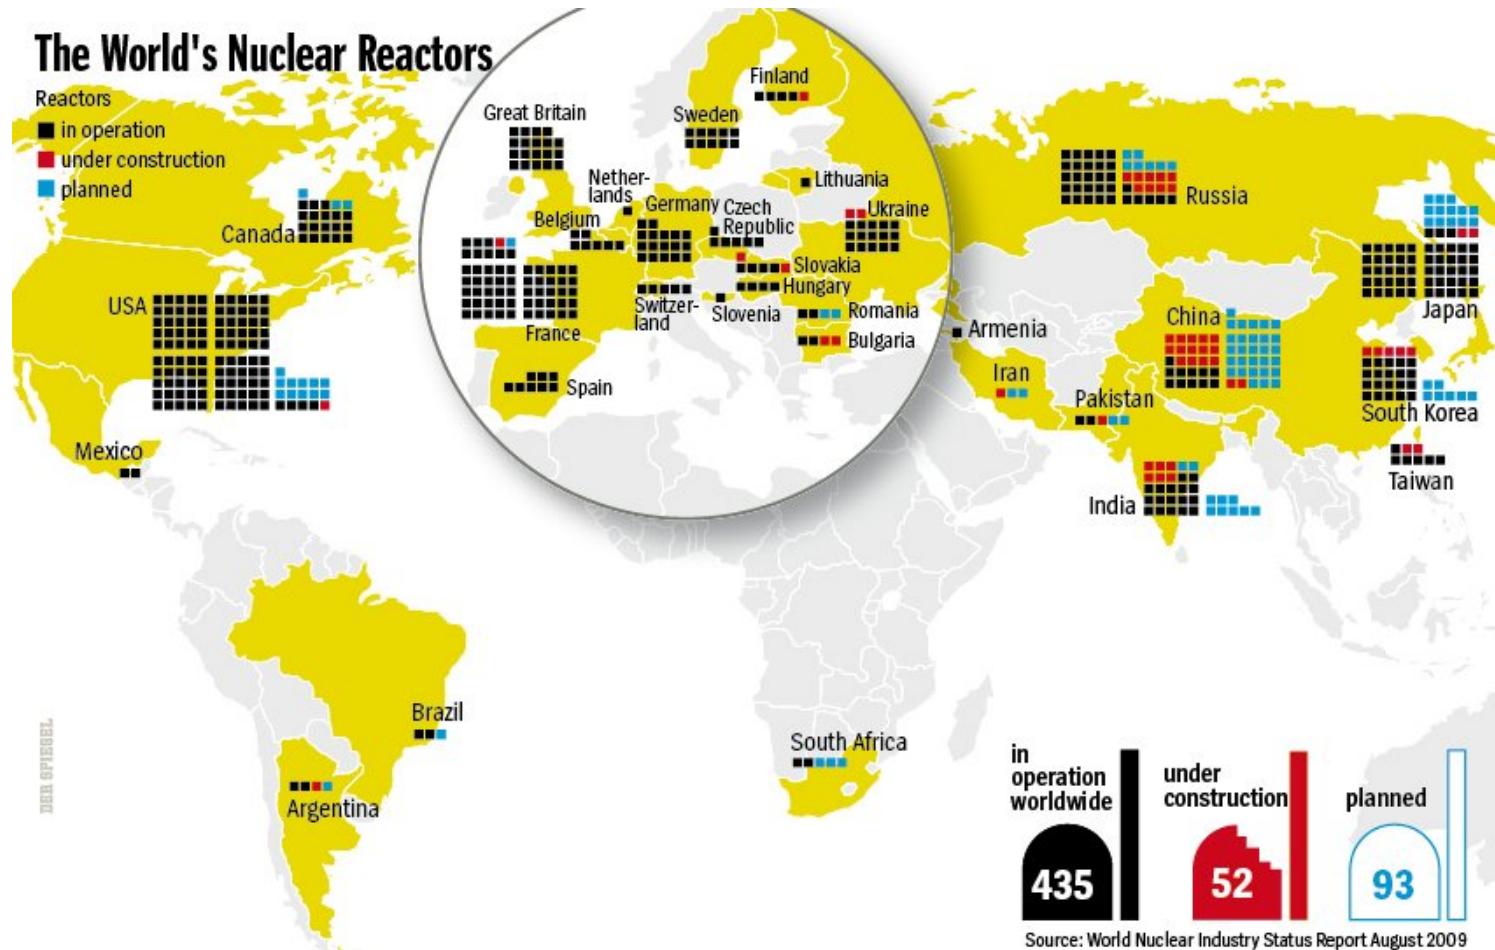 The World's Nuclear Reactors
Reactors
in operation
under construction
planned
Canada
USA
Mexico
Brazil
Argentina
Great Britain
Finland
Sweden
Nether-
lands
Lithuania
Germany
Czech
Republic
Ukraine
Belgium
Slovakia
Hungary
Switzer-
land
Slovenia
Romania
France
Bulgaria
Spain
Russia
Armenia
China
Japan
Iran
Pakistan
South Korea
Taiwan
India
South Africa
in
operation
worldwide
435
under
construction
52
planned
93
DER SPIEGEL
Source: World Nuclear Industry Status Report August 2009